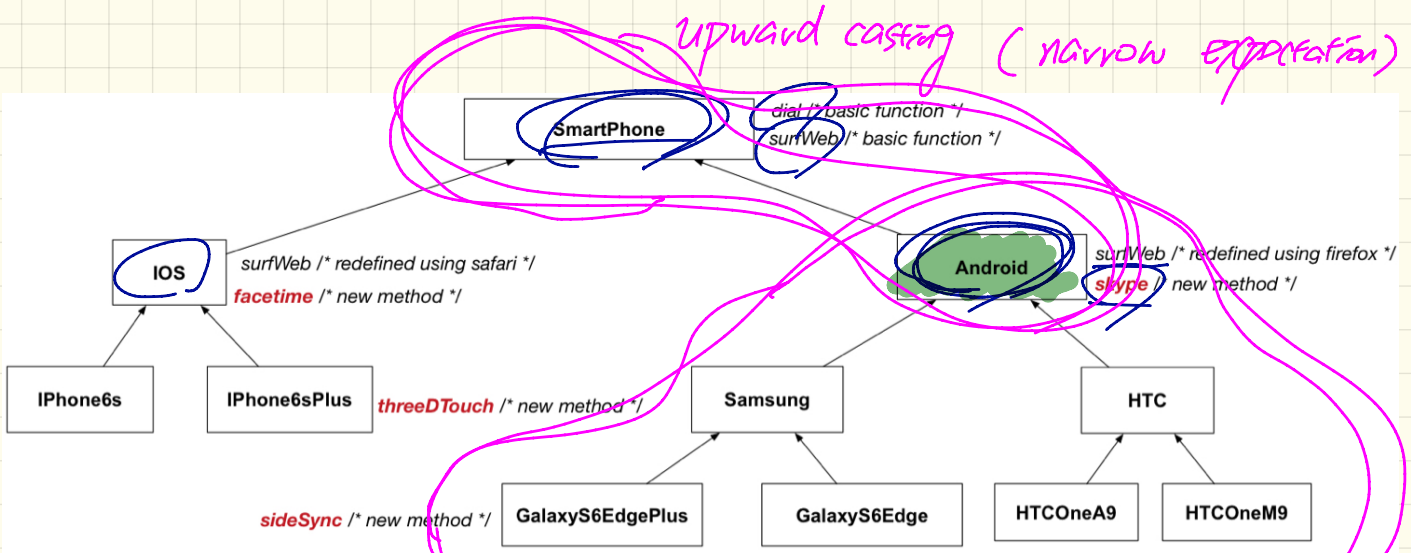 upward casting (narrow expectation)
SmartPhone
dial /* basic function */
surfWeb /* basic function */
IOS
surfWeb /* redefined using safari */
facetime /* new method */
Android
surfWeb /* redefined using firefox */
skype /* new method */
IPhone6s
IPhone6sPlus
threeDTouch /* new method */
Samsung
HTC
sideSync /* new method */
GalaxyS6EdgePlus
GalaxyS6Edge
HTCOneA9
HTCOneM9